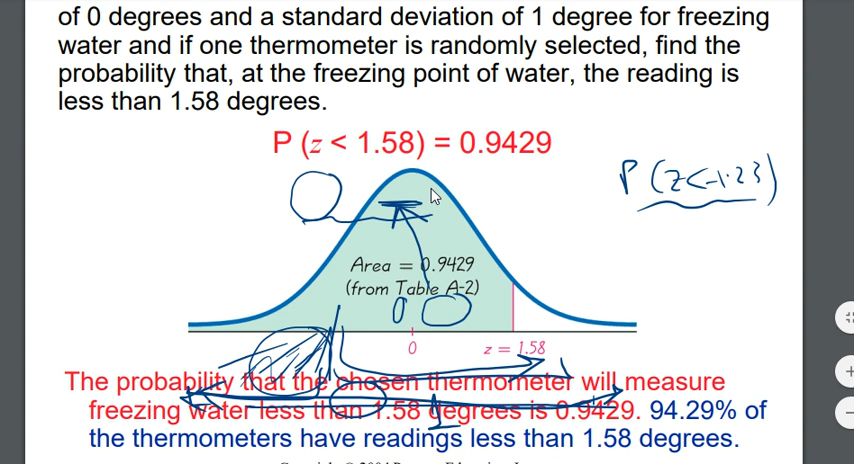 of 0 degrees and a standard deviation of 1 degree for freezing
water and if one thermometer is randomly selected, find the
probability that, at the freezing point of water, the reading is
less than 1.58 degrees.
P (z < 1.58) = 0.9429
P (z<-1.23)
Area = 0.9429
(from Table A-2)
0
z = 1.58
The probability that the chosen thermometer will measure
freezing water less than 1.58 degrees is 0.9429. 94.29% of
the thermometers have readings less than 1.58 degrees.